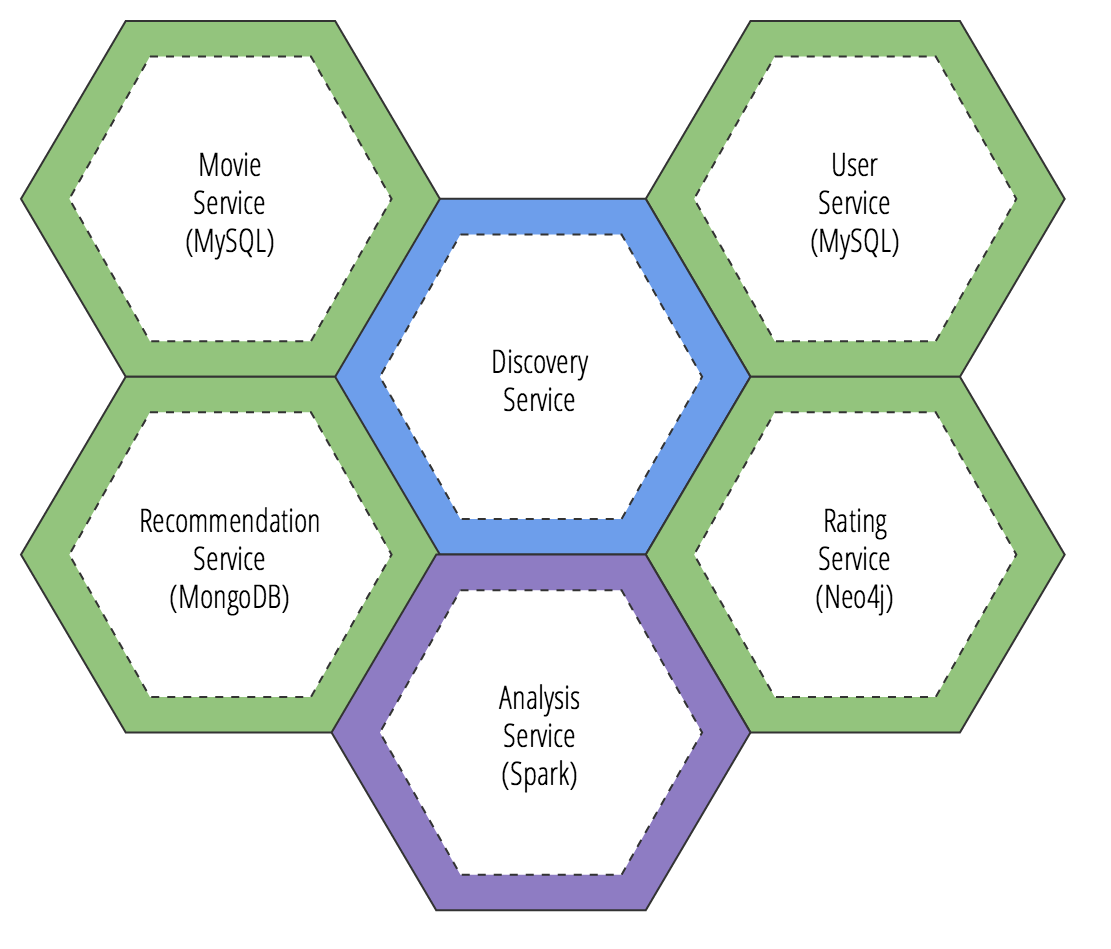 Movie
Service
(MySQL)
User
Service
(MySQL)
Discovery
Service
Recommendation
Service
(MongoDB)
Rating
Service
(Neo4j)
Analysis
Service
(Spark)